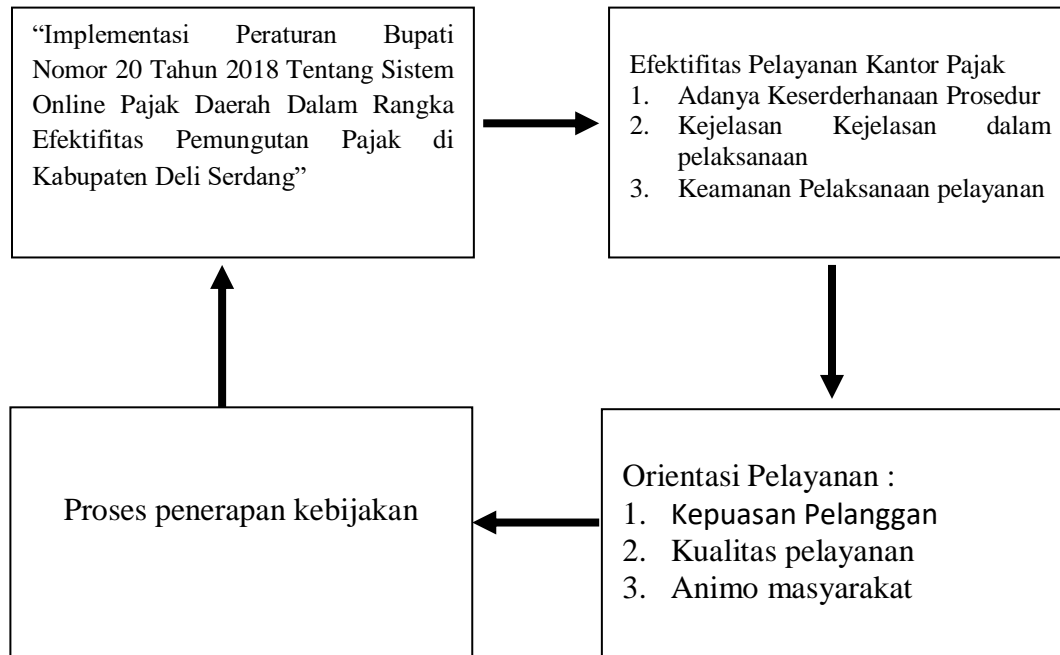 “Implementasi Peraturan Bupati
Nomor 20 Tahun 2018 Tentang Sistem
Online Pajak Daerah Dalam Rangka
Efektifitas Pemungutan Pajak di
Kabupaten Deli Serdang”
Efektifitas Pelayanan Kantor Pajak
1. Adanya Keserderhanaan Prosedur
2. Kejelasan Kejelasan dalam
pelaksanaan
3. Keamanan Pelaksanaan pelayanan
Proses penerapan kebijakan
Orientasi Pelayanan :
1. Kepuasan Pelanggan
2. Kualitas pelayanan
3. Animo masyarakat